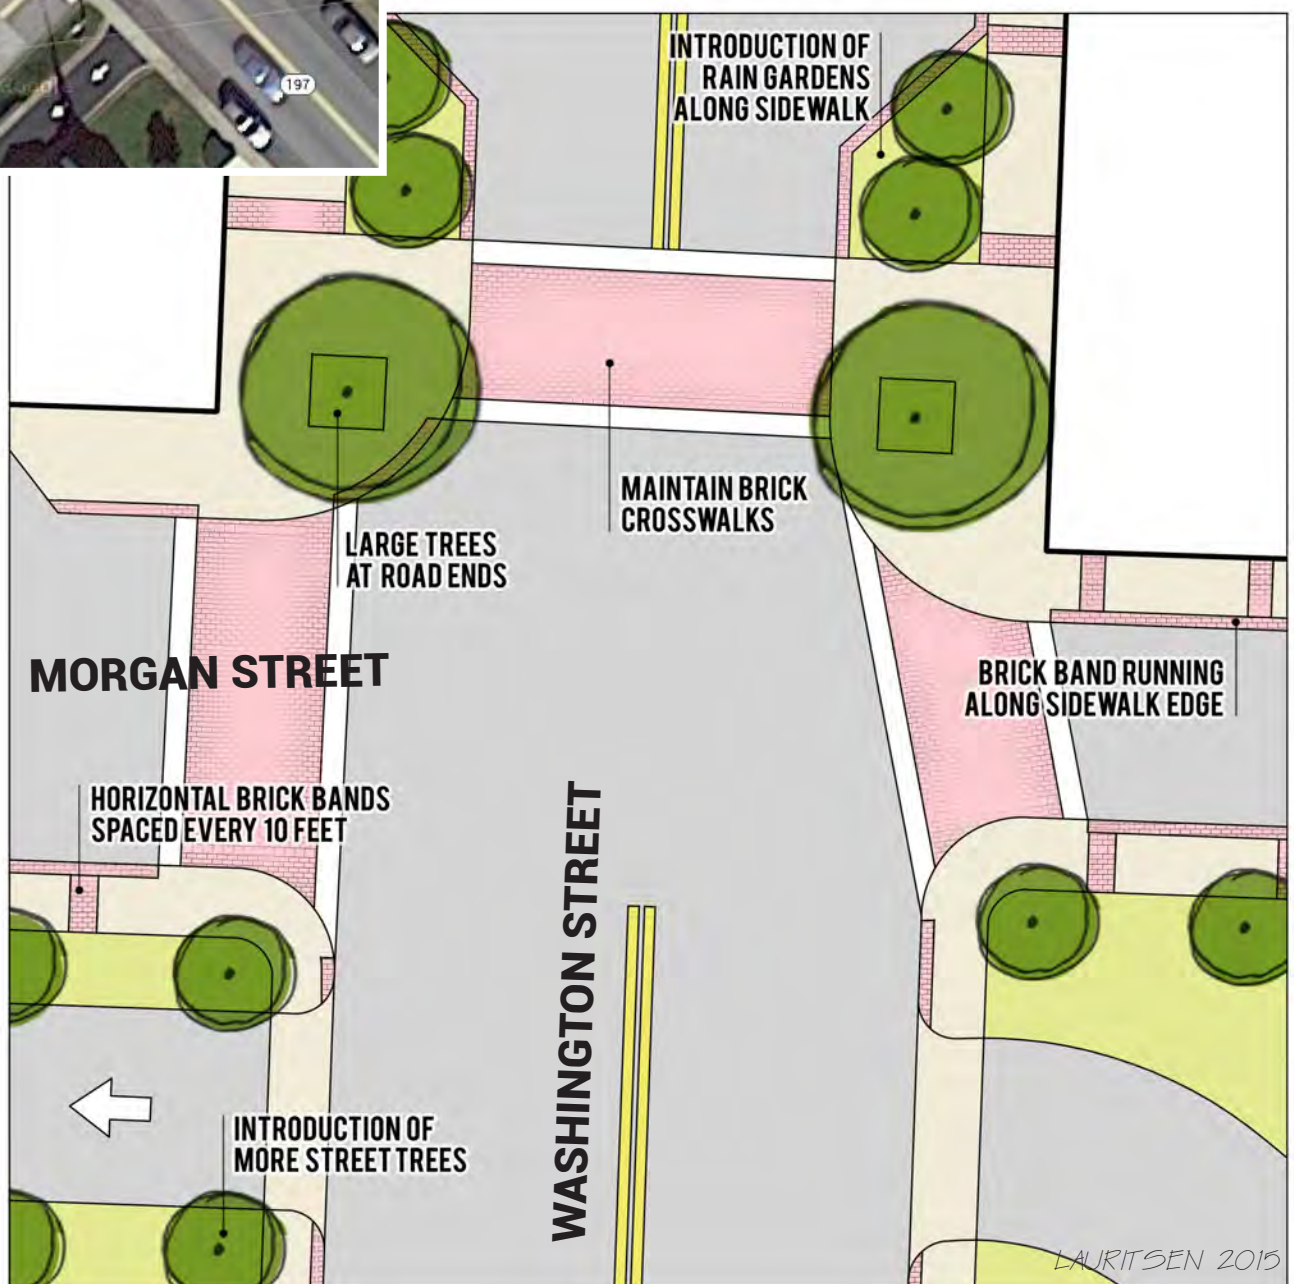 197
INTRODUCTION OF
RAIN GARDENS
ALONG SIDEWALK
MAINTAIN BRICK
CROSSWALKS
LARGE TREES
AT ROAD ENDS
MORGAN STREET
BRICK BAND RUNNING
ALONG SIDEWALK EDGE
HORIZONTAL BRICK BANDS
SPACED EVERY 10 FEET
WASHINGTON STREET
INTRODUCTION OF
MORE STREET TREES
LAURITSEN 2015